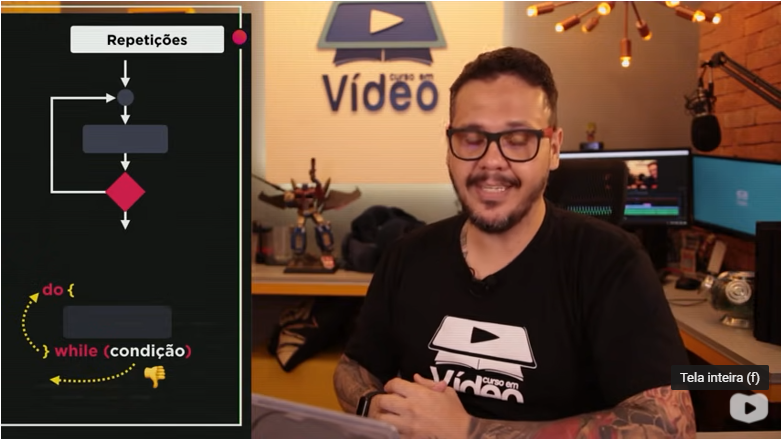 Repetições
do {
} while (condição)
curso em
Vídeo
curso em
Vídeo
Tela inteira (f)